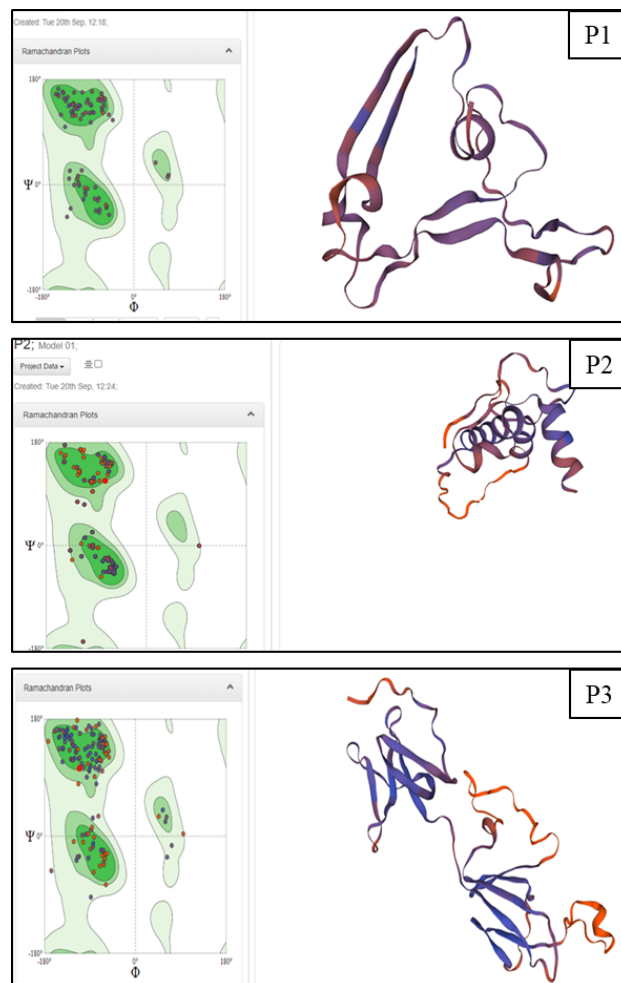 Created: Tue 20th Sep, 12:18;
P1
Ramachandran Plots
180°
Ψ 0°
-180°
-180° 0° 180°
Φ
P2; Model 01;
P2
Project Data
Created: Tue 20th Sep, 12:24;
Ramachandran Plots
180°
Ψ 0°
-180°
P3
Ramachandran Plots
180°
Ψ 0°
-180°
-180° 0° 180°
Φ